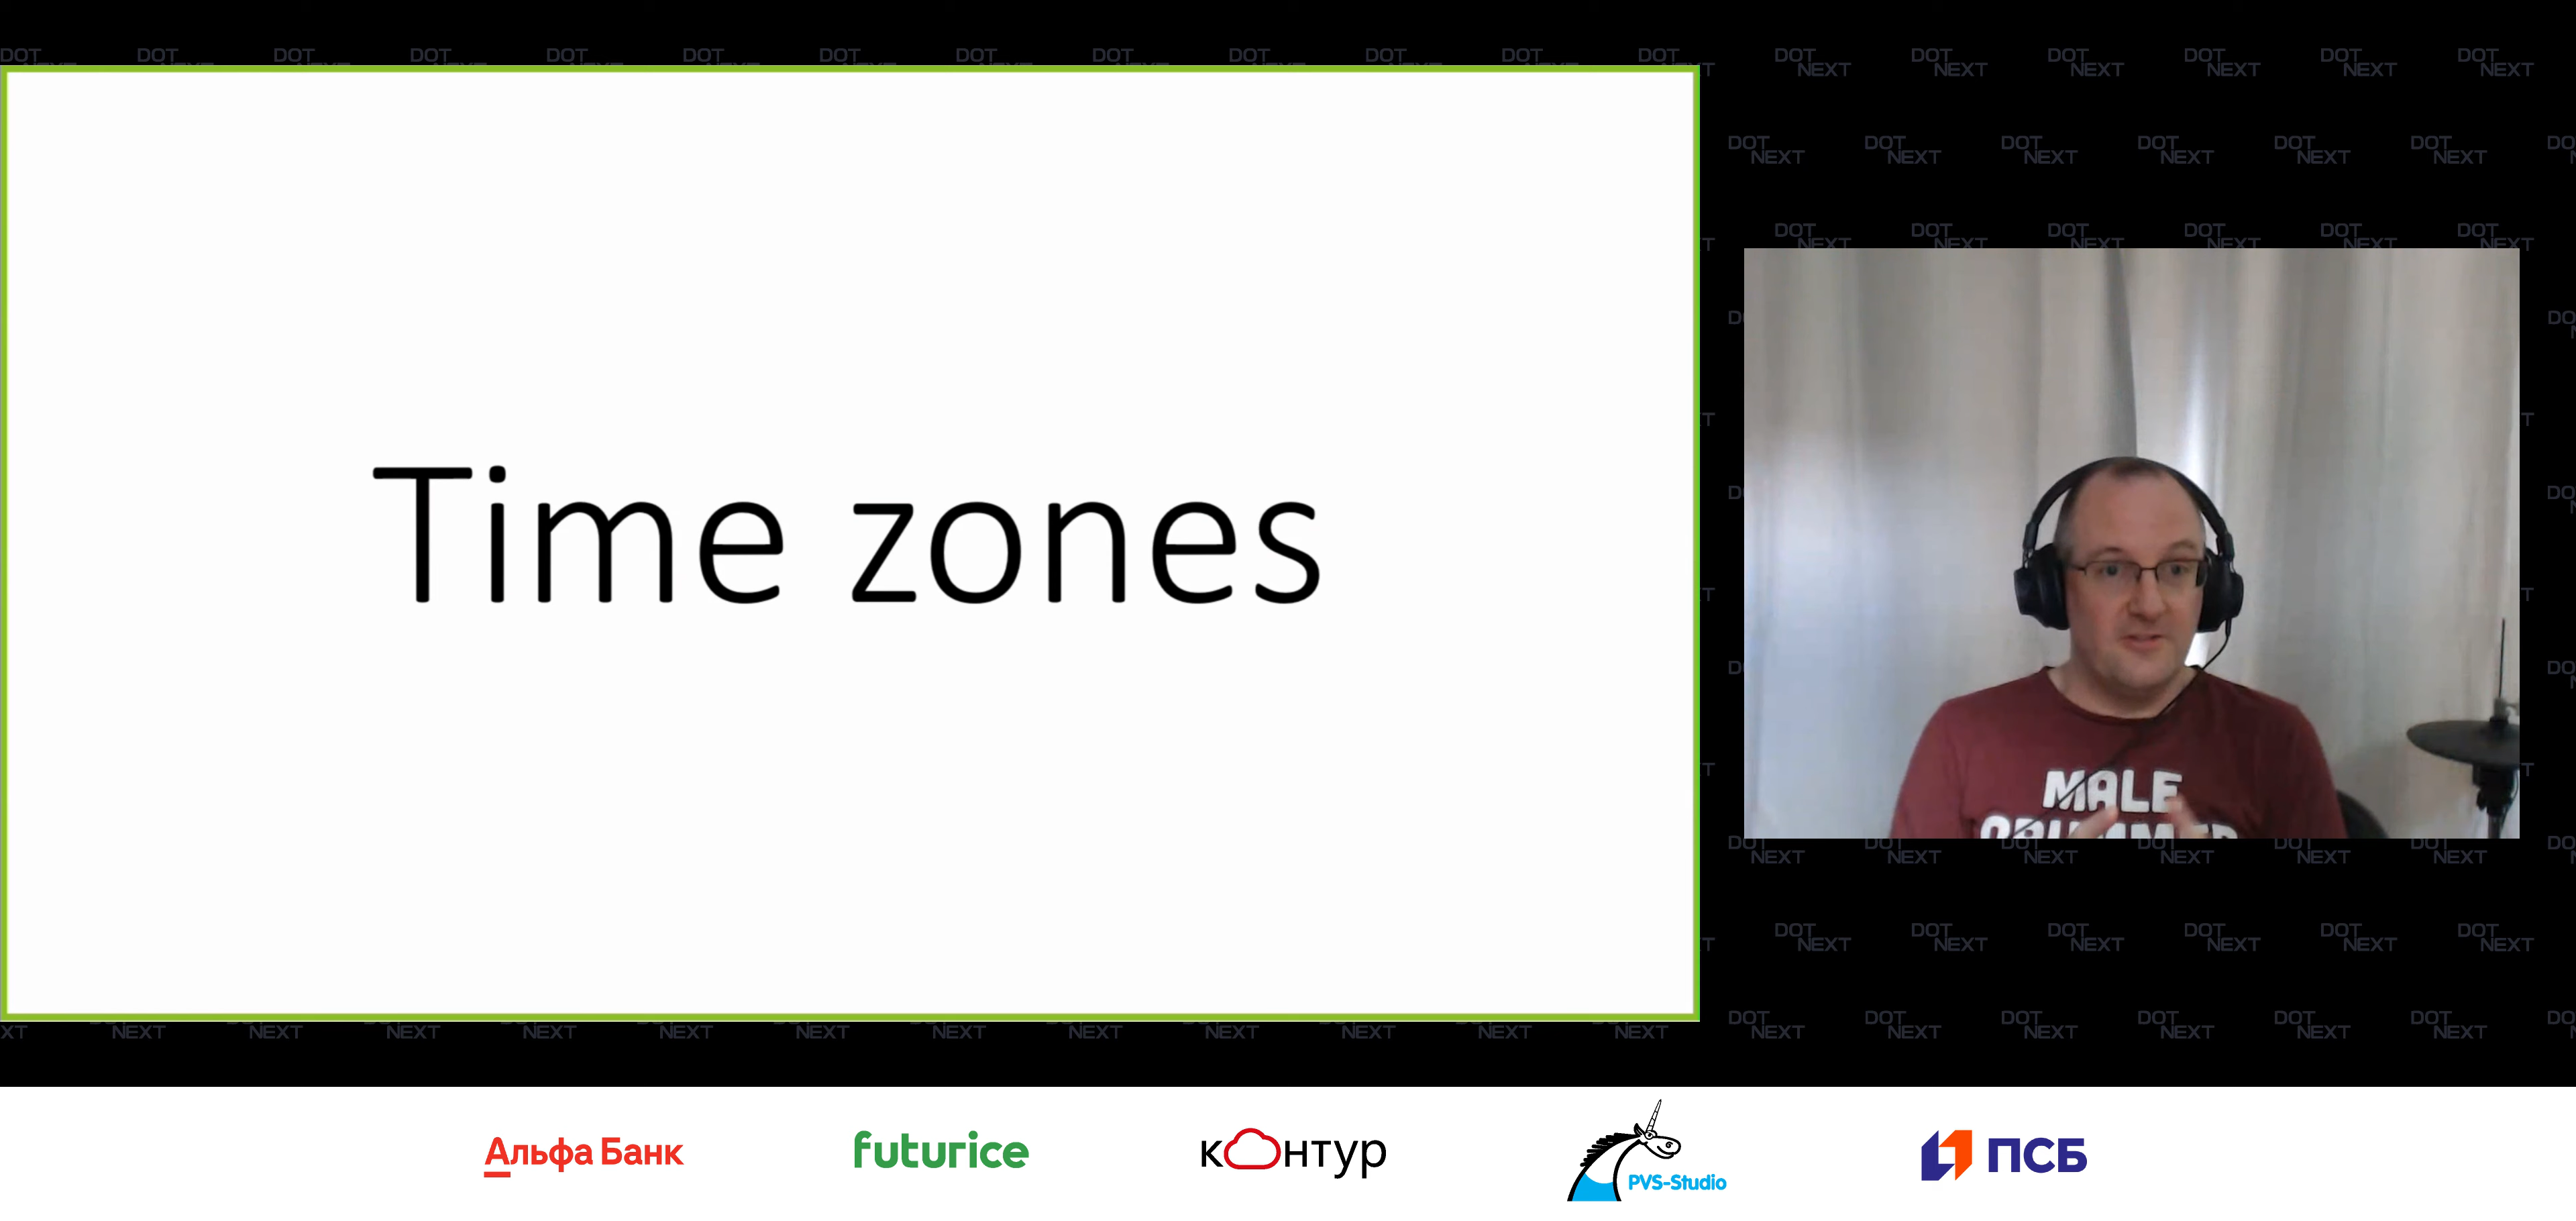 Time zones
MALE
DOT
NEXT
Альфа Банк
futurice
контур
PVS-Studio
ПСБ